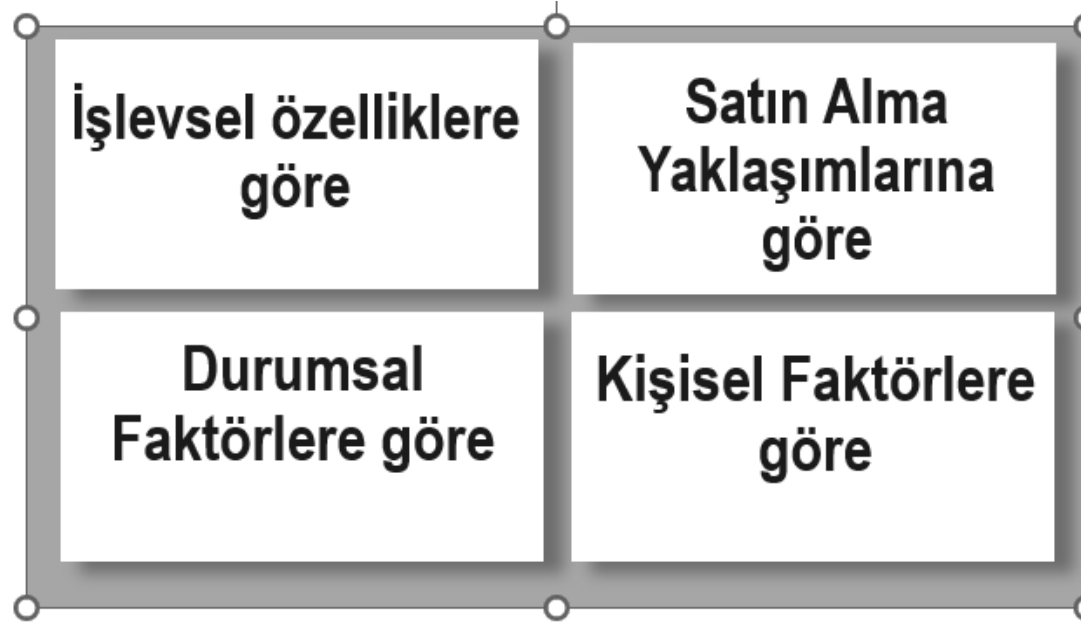 İşlevsel özelliklere
göre
Satın Alma
Yaklaşımlarına
göre
Durumsal
Faktörlere göre
Kişisel Faktörlere
göre